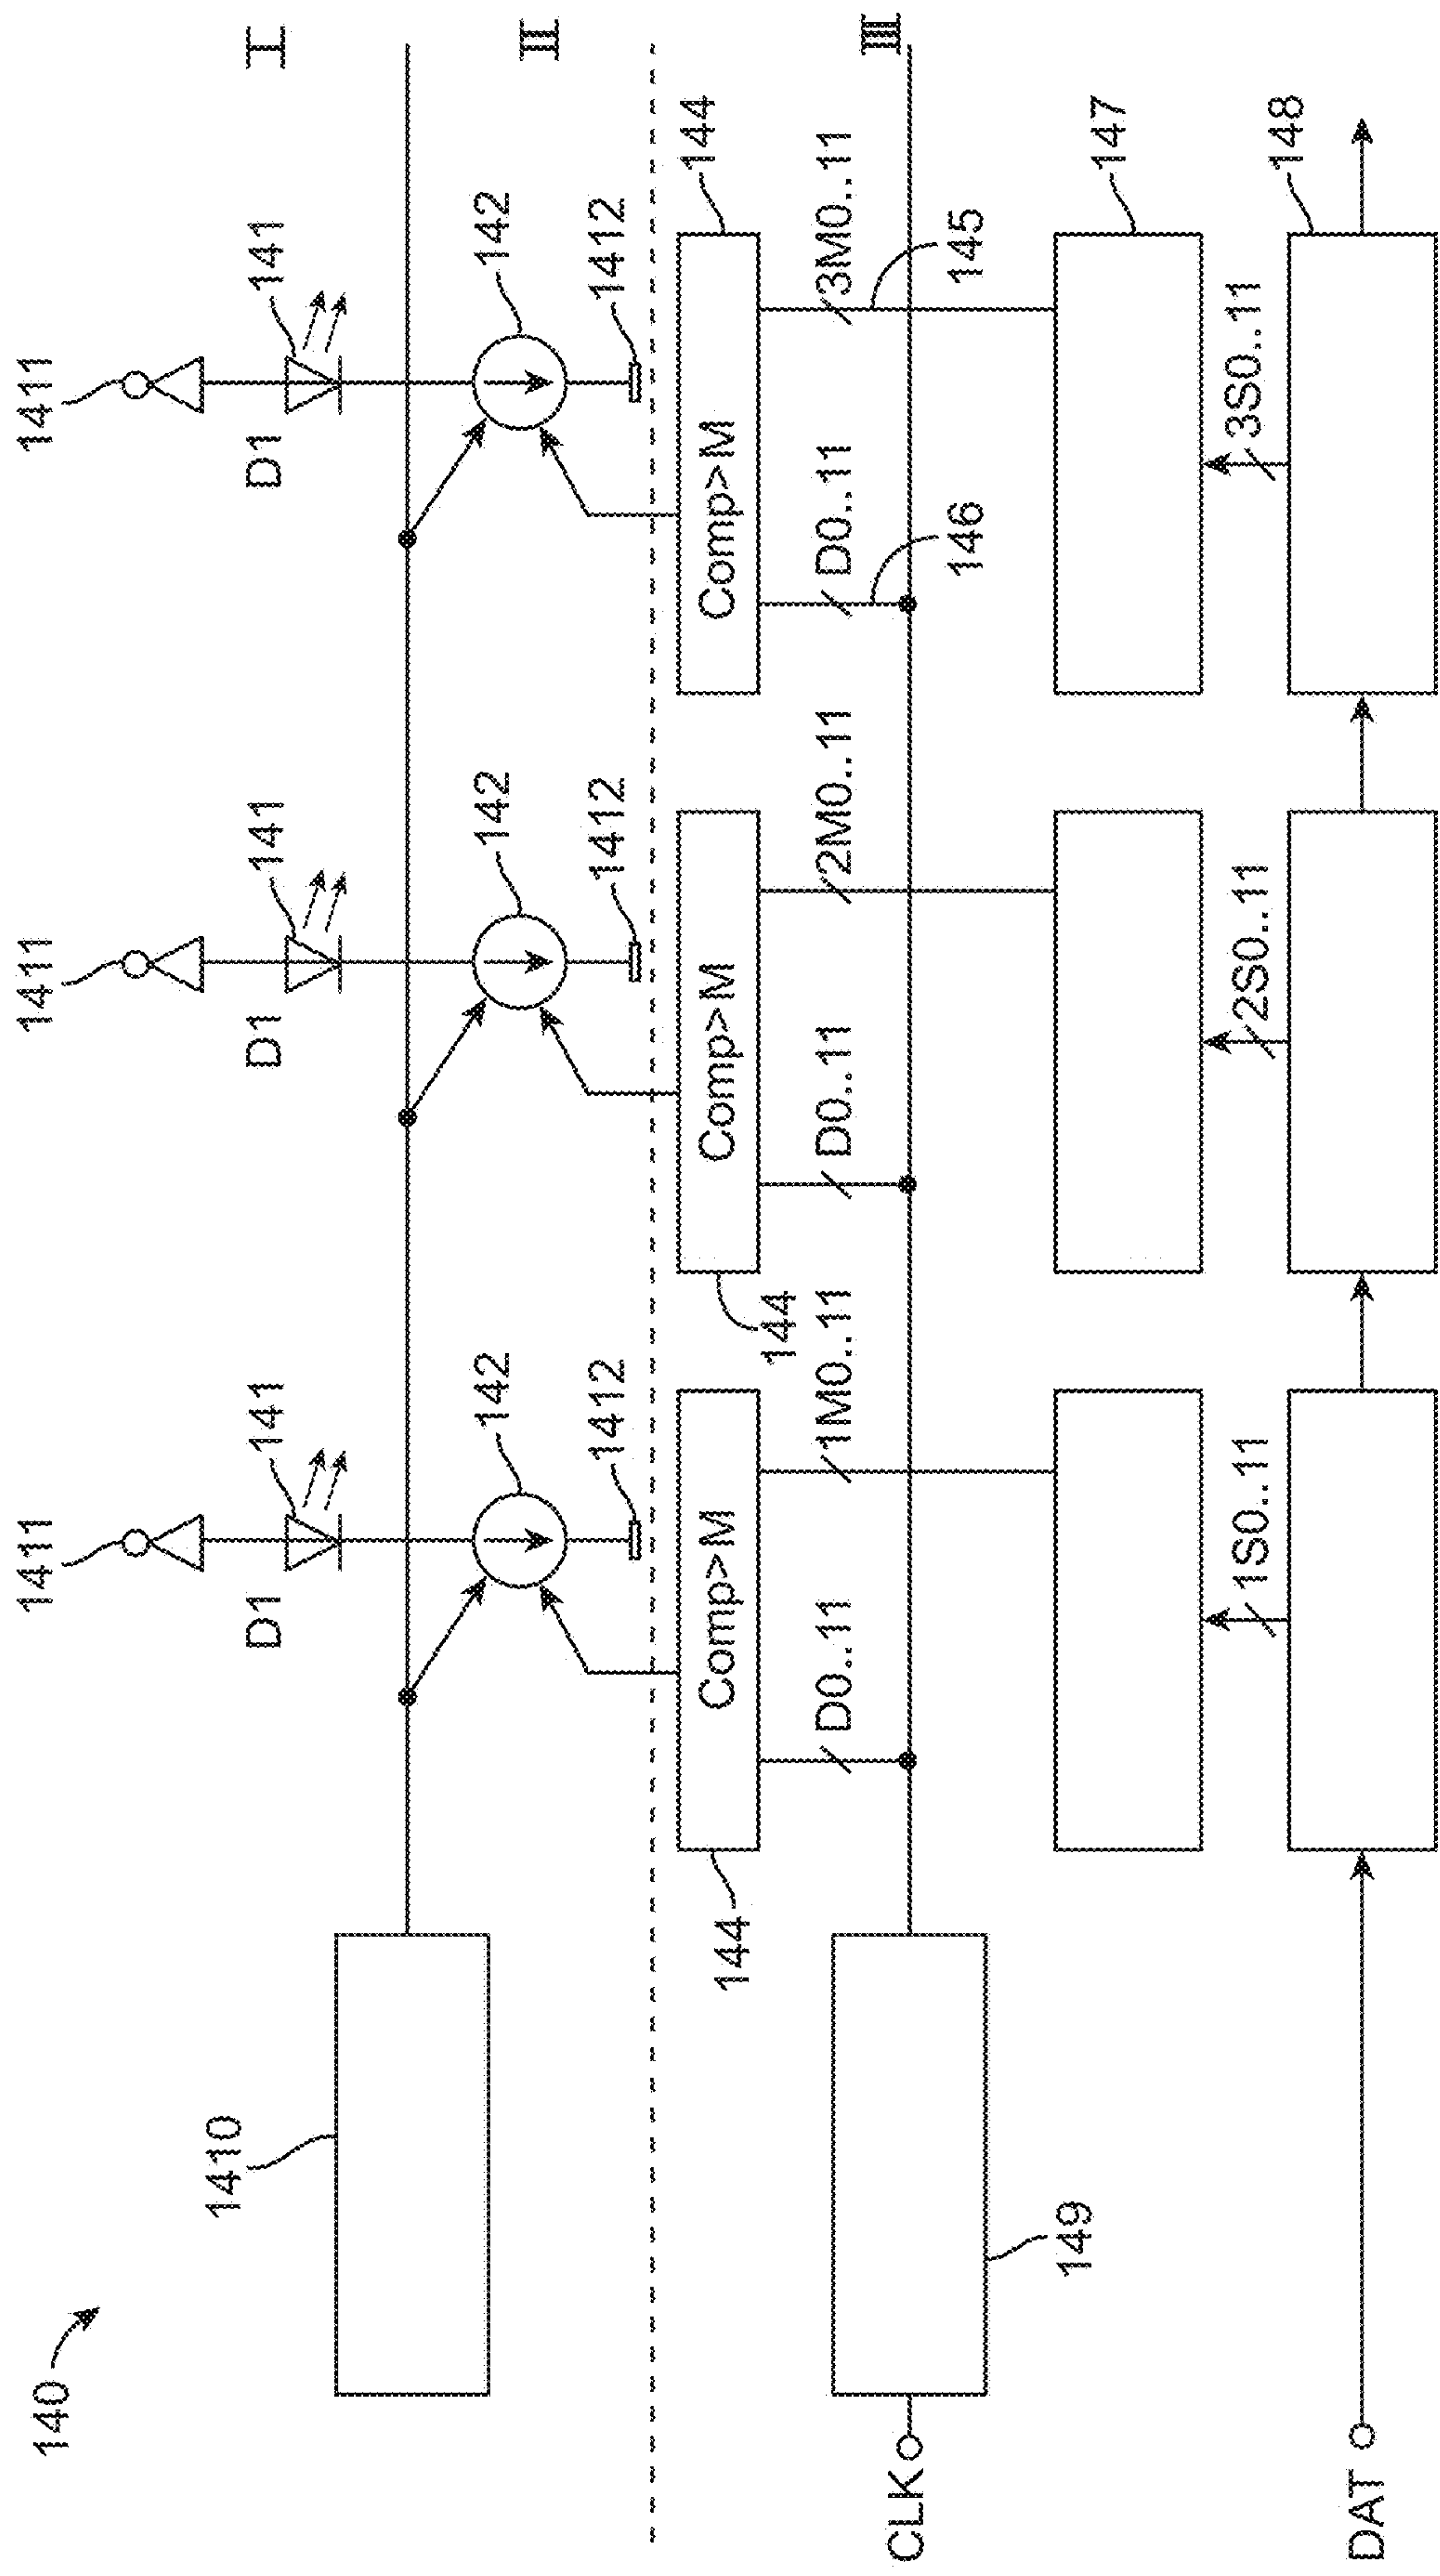 140
1410
1411
1411
1411
D1
141
D1
141
D1
141
I
142
142
142
II
1412
1412
1412
144
Comp>M
144
Comp>M
Comp>M
144
D0..11
1M0..11
D0..11
2M0..11
D0..11
3M0..11
III
CLK
146
145
149
147
1S0..11
2S0..11
3S0..11
148
DAT